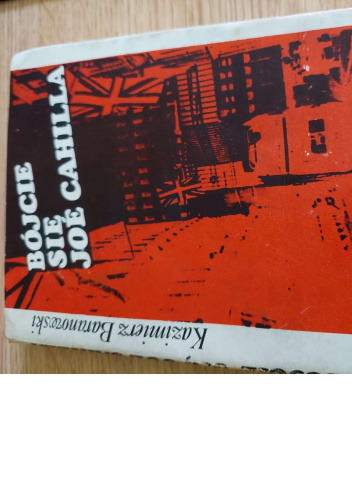 BÓJCIE
SIĘ
JOE CAHILLA
Kazimierz Baranowski